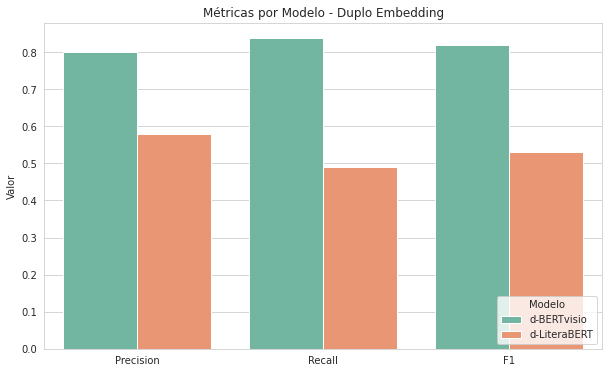 Métricas por Modelo - Duplo Embedding
Valor
0.8
0.7
0.6
0.5
0.4
0.3
0.2
0.1
0.0
Precision
Recall
F1
Modelo
d-BERTvisio
d-LiteraBERT